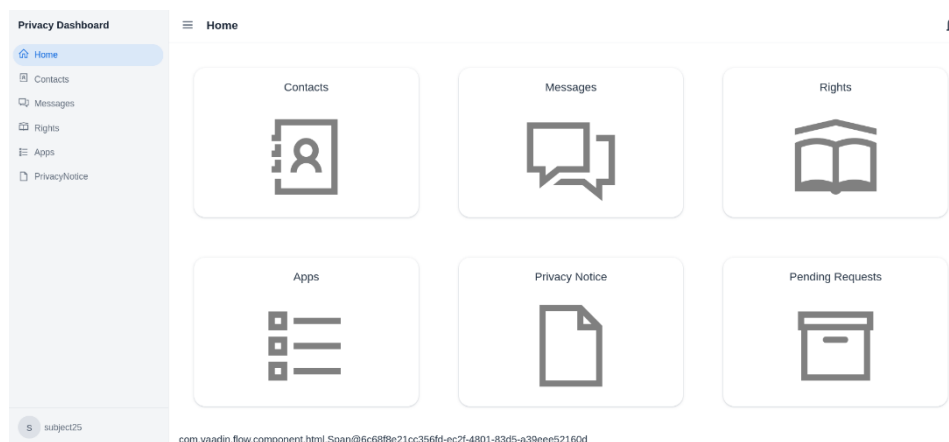 Privacy Dashboard
Home
Contacts
Messages
Rights
Apps
PrivacyNotice
S
subject25
Home
Contacts
Messages
Rights
Apps
Privacy Notice
Pending Requests
com.vaadin.flow.component.html.Span@6c68f8e21cc356fd-ec2f-4801-83d5-a39eee52160d